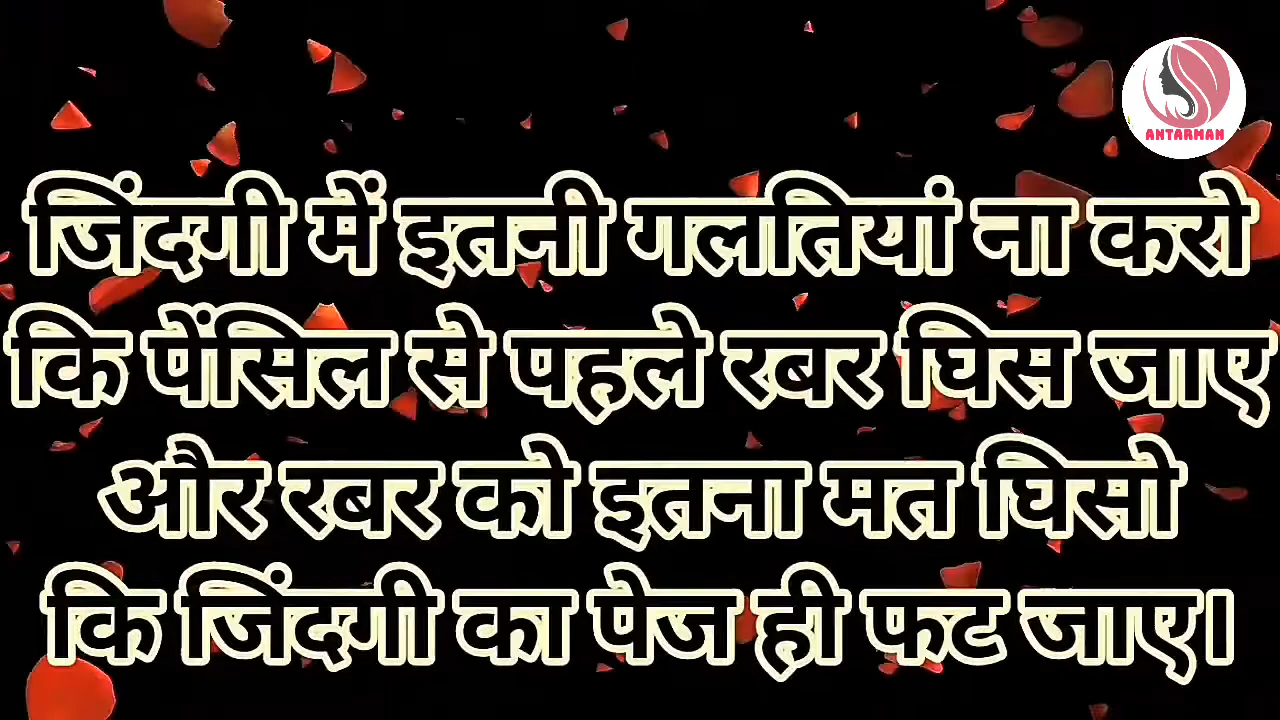 ANTARMAN
जिंदगी में इतनी गलतियां ना करो
कि पेंसिल से पहले रबर घिस जाए
और रबर को इतना मत घिसो
कि जिंदगी का पेज ही फट जाए।